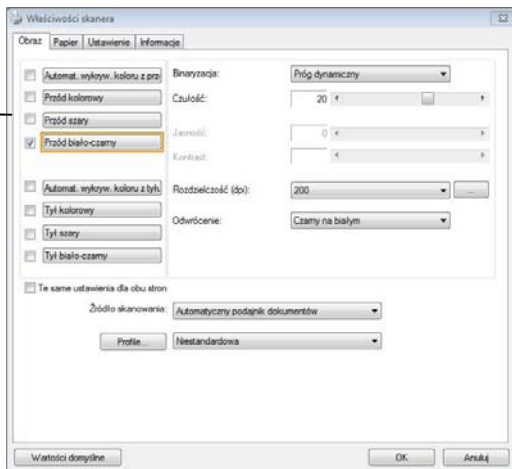 Właściwości skanera
Obraz Papier Ustawienie Informacje
Automat. wykryw. koloru z prze
Przód kolorowy
Przód szary
Przód biało-czarny
Automat. wykryw. koloru z tyłu
Tył kolorowy
Tył szary
Tył biało-czarny
Binaryzacja: Próg dynamiczny
Czułość: 20
Jasność: 0
Kontrast:
Rozdzielczość (dpi): 200 ...
Odwrócenie: Czarny na białym
Te same ustawienia dla obu stron
Źródło skanowania: Automatyczny podajnik dokumentów
Profile... Niestandardowa
Wartości domyślne OK Anuluj